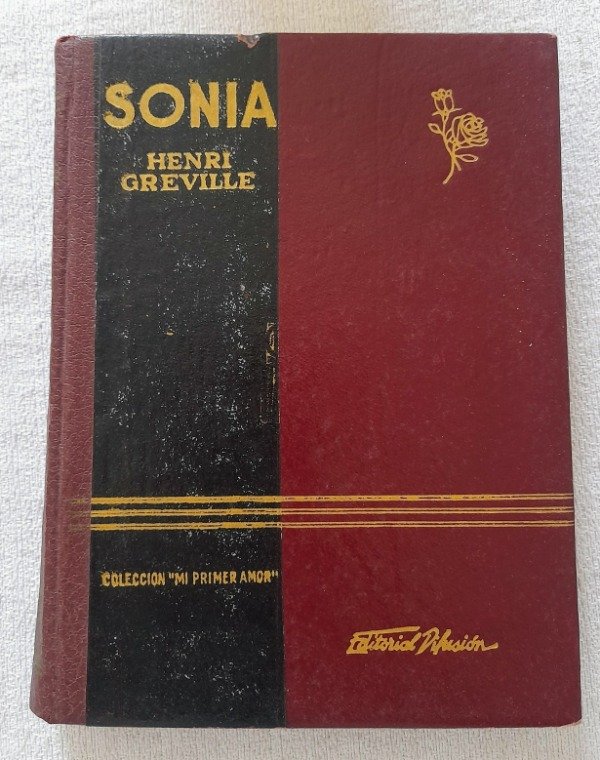 SONIA
HENRI
GREVILLE
COLECCION "MI PRIMER AMOR"
Editorial Difusión